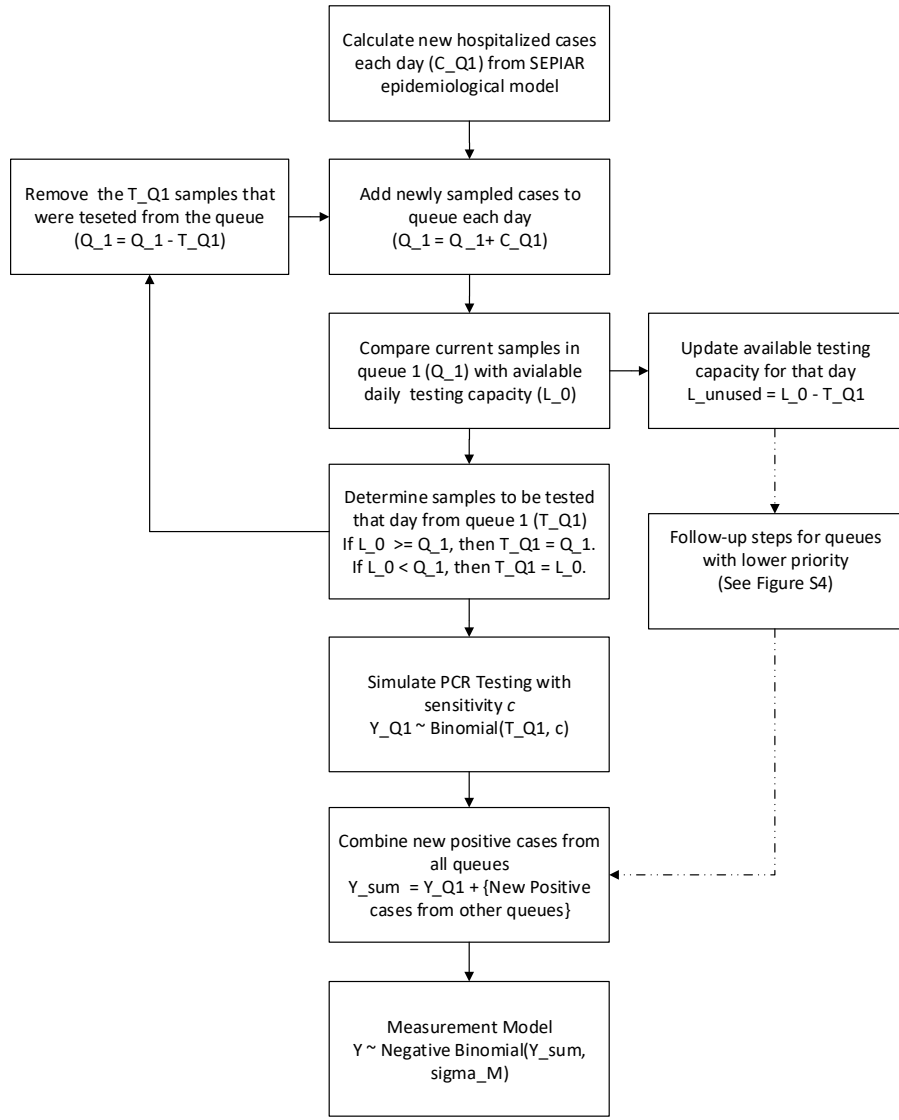 Calculate new hospitalized cases
each day (C_Q1) from SEPIAR
epidemiological model
Remove  the T_Q1 samples that
were teseted from the queue
(Q_1 = Q_1 - T_Q1)
Add newly sampled cases to
queue each day
(Q_1 = Q _1+ C_Q1)
Compare current samples in
queue 1 (Q_1) with avialable
daily  testing capacity (L_0)
Update available testing
capacity for that day
L_unused = L_0 - T_Q1
Determine samples to be tested
that day from queue 1 (T_Q1)
If L_0  >= Q_1, then T_Q1 = Q_1.
If L_0 < Q_1, then T_Q1 = L_0.
Follow-up steps for queues
with lower priority
(See Figure S4)
Simulate PCR Testing with
sensitivity c
Y_Q1 ~ Binomial(T_Q1, c)
Combine new positive cases from
all queues
Y_sum  = Y_Q1 + {New Positive
cases from other queues}
Measurement Model
Y ~ Negative Binomial(Y_sum,
sigma_M)